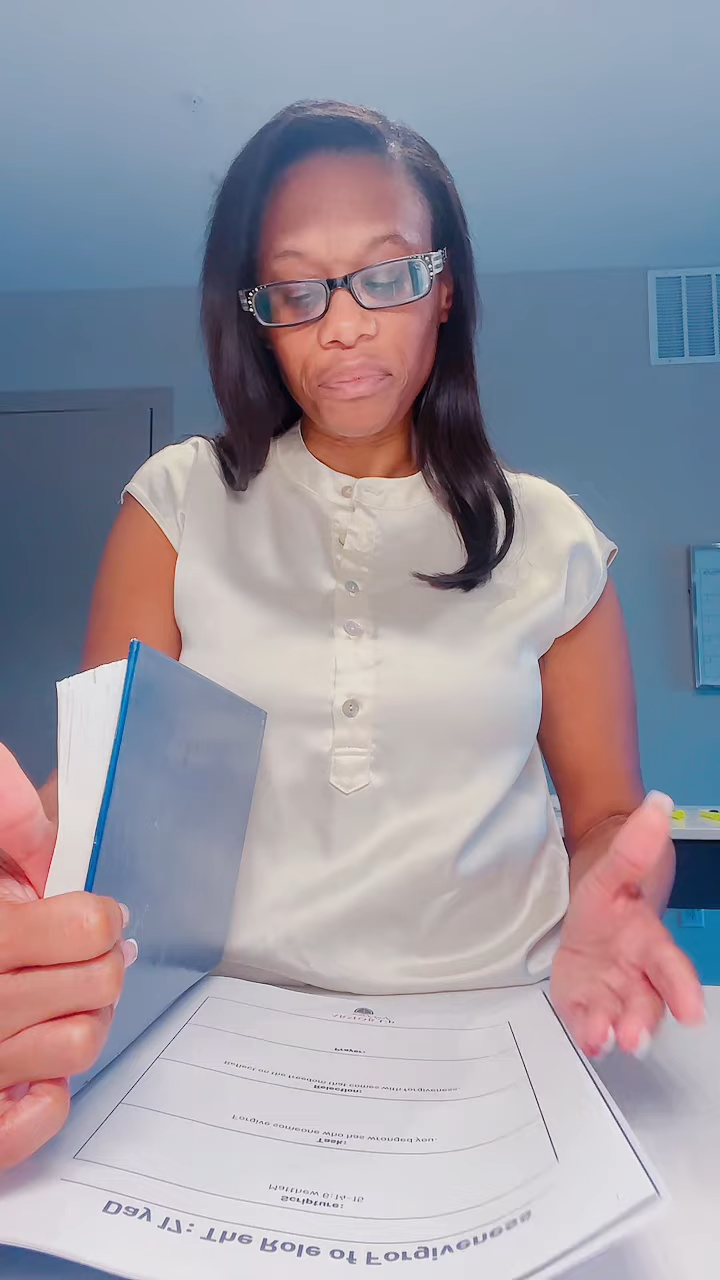 Day 17: The Role of Forgiveness
Scripture:
Matthew 6:14-15
Task:
Forgive someone who has wronged you.
Reflection:
Reflect on the freedom that comes with forgiveness.
Prayer: